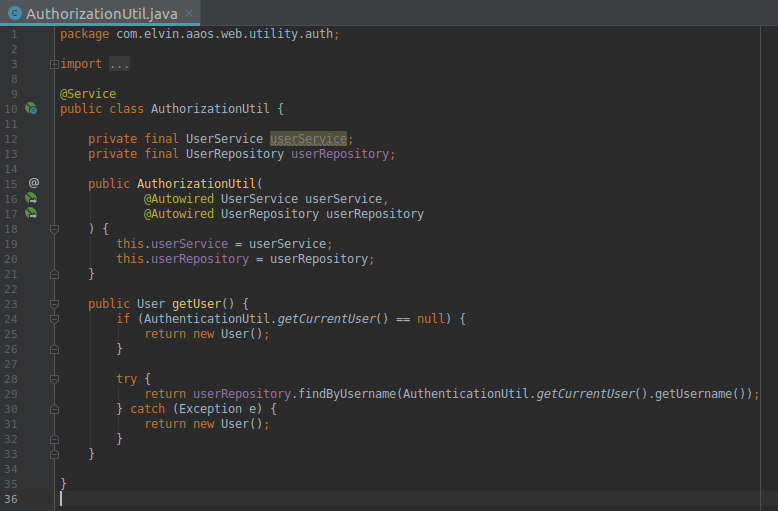 AuthorizationUtil.java
1 package com.elvin.aaos.web.utility.auth;
2
3 import ...
8
9 @Service
10 public class AuthorizationUtil {
11
12 private final UserService userService;
13 private final UserRepository userRepository;
14
15 public AuthorizationUtil(
16 @Autowired UserService userService,
17 @Autowired UserRepository userRepository
18 ) {
19 this.userService = userService;
20 this.userRepository = userRepository;
21 }
22
23 public User getUser() {
24 if (AuthenticationUtil.getCurrentUser() == null) {
25 return new User();
26 }
27
28 try {
29 return userRepository.findByUsername(AuthenticationUtil.getCurrentUser().getUsername());
30 } catch (Exception e) {
31 return new User();
32 }
33 }
34
35 }
36